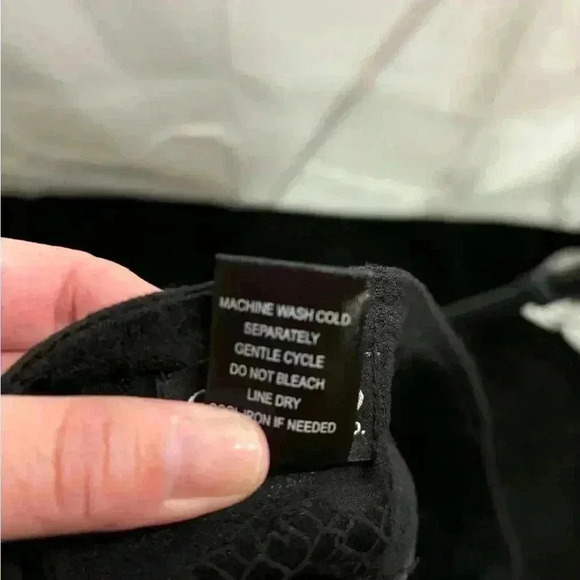 MACHINE WASH COLD
SEPARATELY
GENTLE CYCLE
DO NOT BLEACH
LINE DRY
IRON IF NEEDED